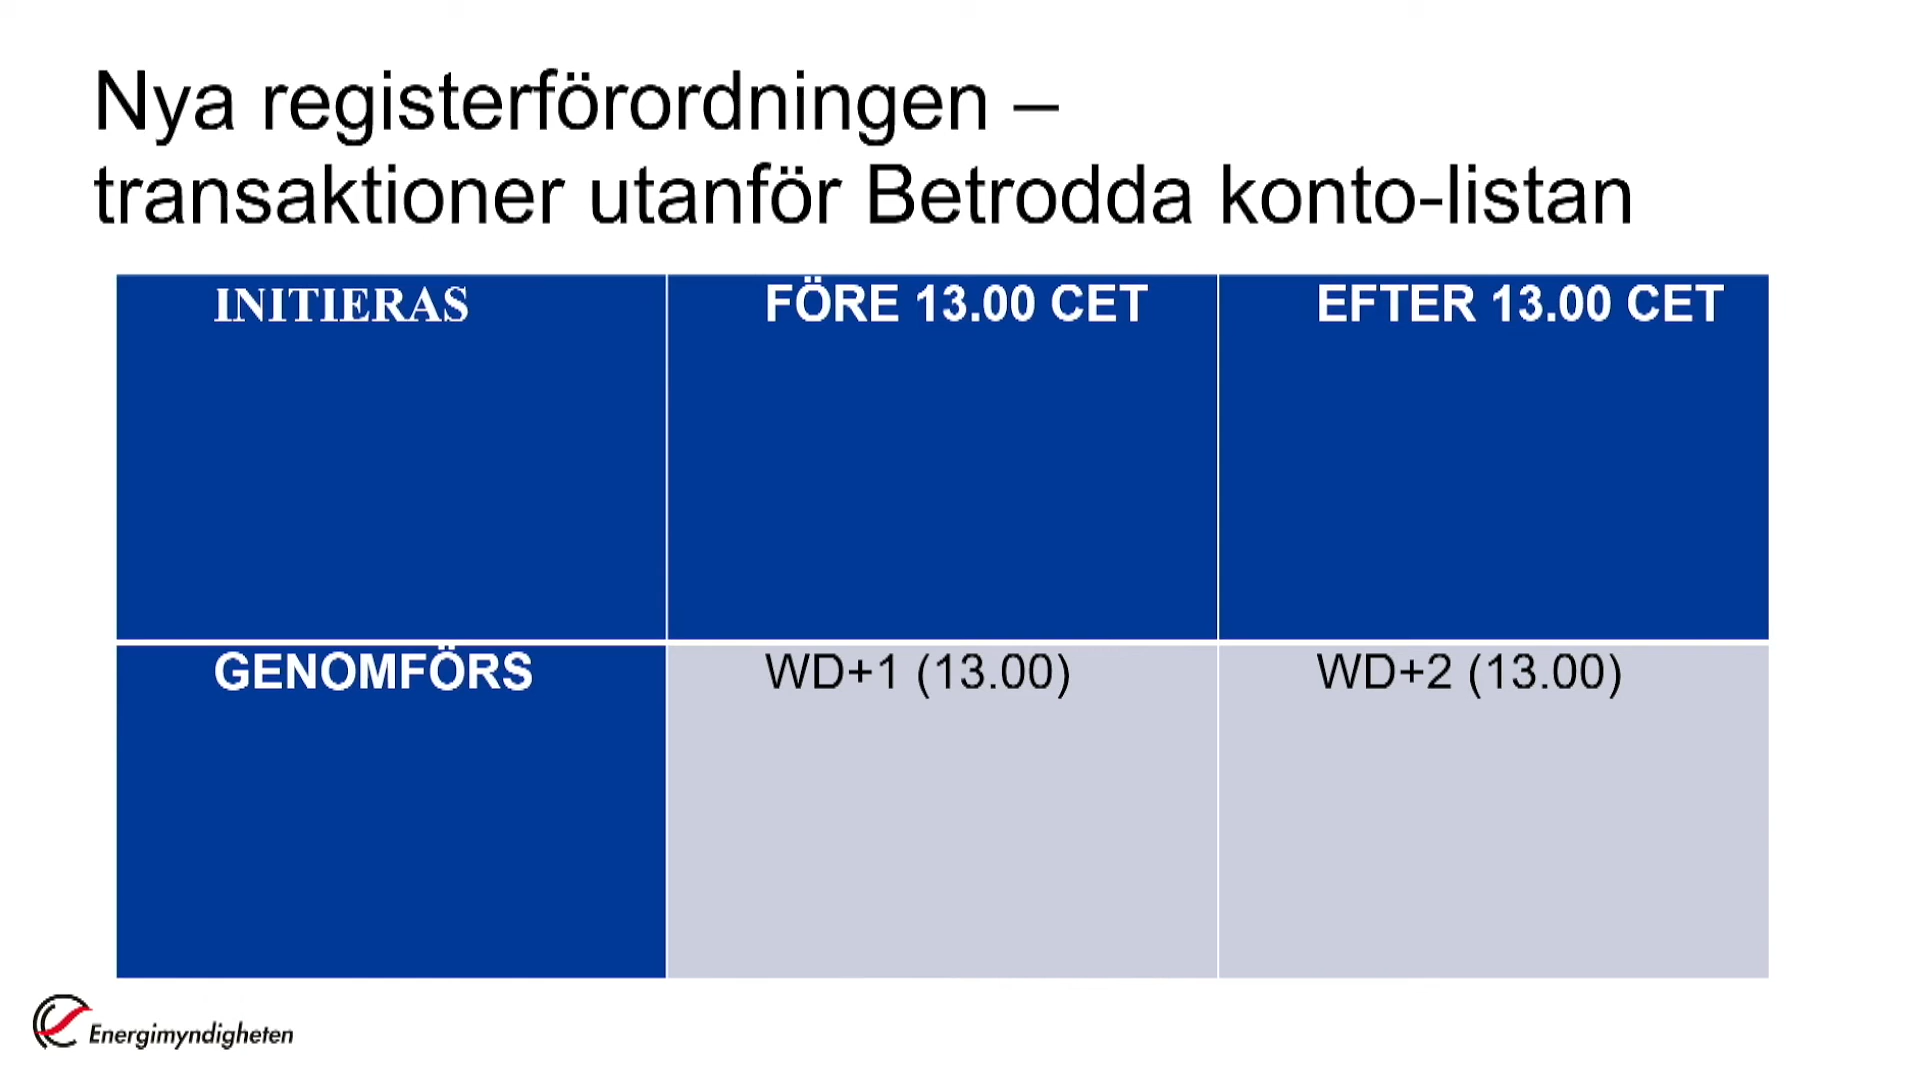 Nya registerförordningen –
transaktioner utanför Betrodda konto-listan
INITIERAS FÖRE 13.00 CET EFTER 13.00 CET
GENOMFÖRS WD+1 (13.00) WD+2 (13.00)
Energimyndigheten